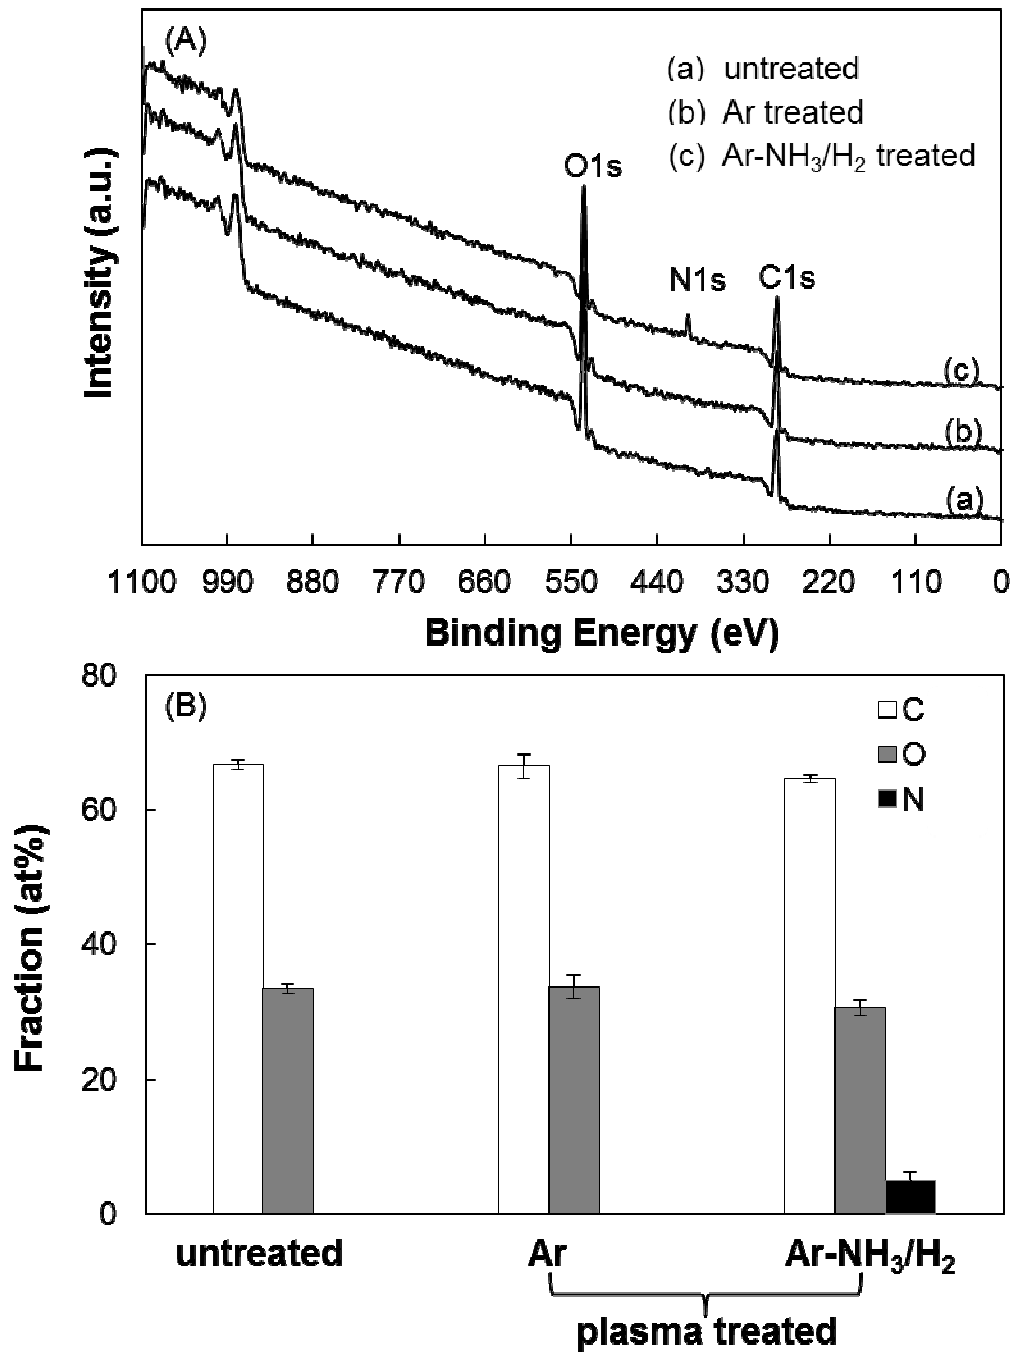 (A)
(a) untreated
(b) Ar treated
(c) Ar-NH₃/H₂ treated
O1s
N1s
C1s
(c)
(b)
(a)
Intensity (a.u.)
1100 990 880 770 660 550 440 330 220 110 0
Binding Energy (eV)
(B)
C
O
N
80
60
40
20
0
Fraction (at%)
untreated Ar Ar-NH₃/H₂
plasma treated